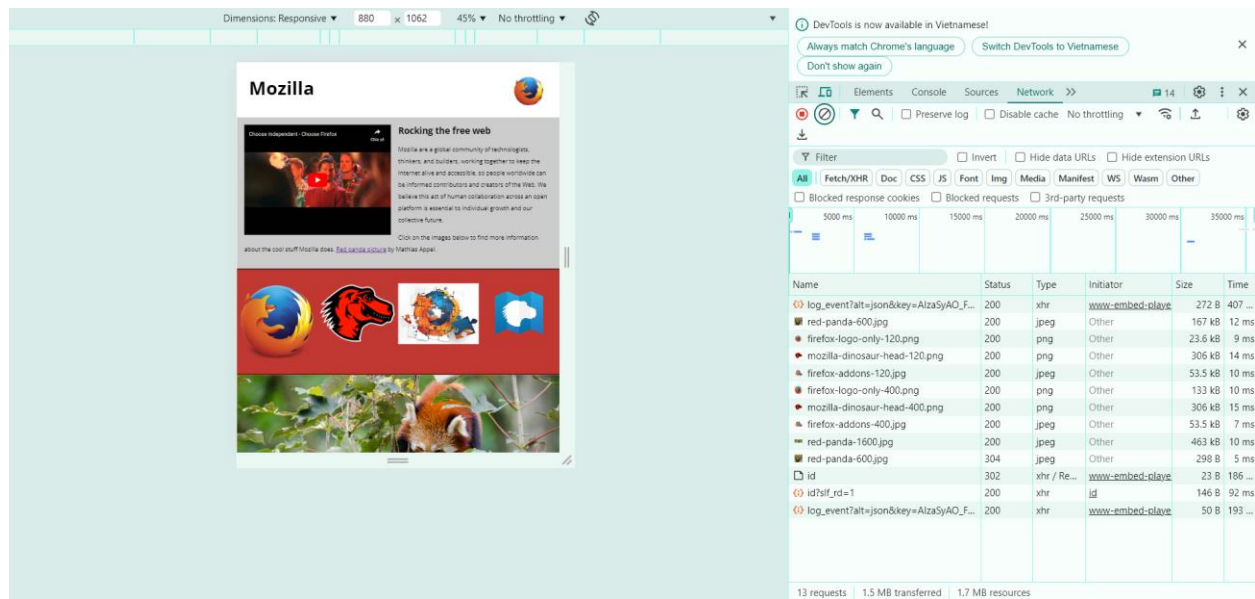 Dimensions: Responsive ▼ 880 × 1062 45% ▼ No throttling ▼
Mozilla
Choose Independent - Choose Firefox
Rocking the free web
Mozilla are a global community of technologists,
thinkers, and builders, working together to keep the
Internet alive and accessible, so people worldwide can
be informed contributors and creators of the Web. We
believe this act of human collaboration across an open
platform is essential to individual growth and our
collective future.
Click on the images below to find more information
about the cool stuff Mozilla does. Red panda picture by Mathias Appel.
DevTools is now available in Vietnamese!
Always match Chrome's language Switch DevTools to Vietnamese
Don't show again
Elements Console Sources Network 14
Preserve log Disable cache No throttling ▼
Filter Invert Hide data URLs Hide extension URLs
All Fetch/XHR Doc CSS JS Font Img Media Manifest WS Wasm Other
Blocked response cookies Blocked requests 3rd-party requests
5000 ms 10000 ms 15000 ms 20000 ms 25000 ms 30000 ms 35000 ms
Name Status Type Initiator Size Time
log_event?alt=json&key=AIzaSyAO_F... 200 xhr www-embed-playe 272 B 407 ...
red-panda-600.jpg 200 jpeg Other 167 kB 12 ms
firefox-logo-only-120.png 200 png Other 23.6 kB 9 ms
mozilla-dinosaur-head-120.png 200 png Other 306 kB 14 ms
firefox-addons-120.jpg 200 jpeg Other 53.5 kB 10 ms
firefox-logo-only-400.png 200 png Other 133 kB 10 ms
mozilla-dinosaur-head-400.png 200 png Other 306 kB 15 ms
firefox-addons-400.jpg 200 jpeg Other 53.5 kB 7 ms
red-panda-1600.jpg 200 jpeg Other 463 kB 10 ms
red-panda-600.jpg 304 jpeg Other 298 B 5 ms
id 302 xhr / Re... www-embed-playe 23 B 186 ...
id?slf_rd=1 200 xhr id 146 B 92 ms
log_event?alt=json&key=AIzaSyAO_F... 200 xhr www-embed-playe 50 B 193 ...
13 requests 1.5 MB transferred 1.7 MB resources